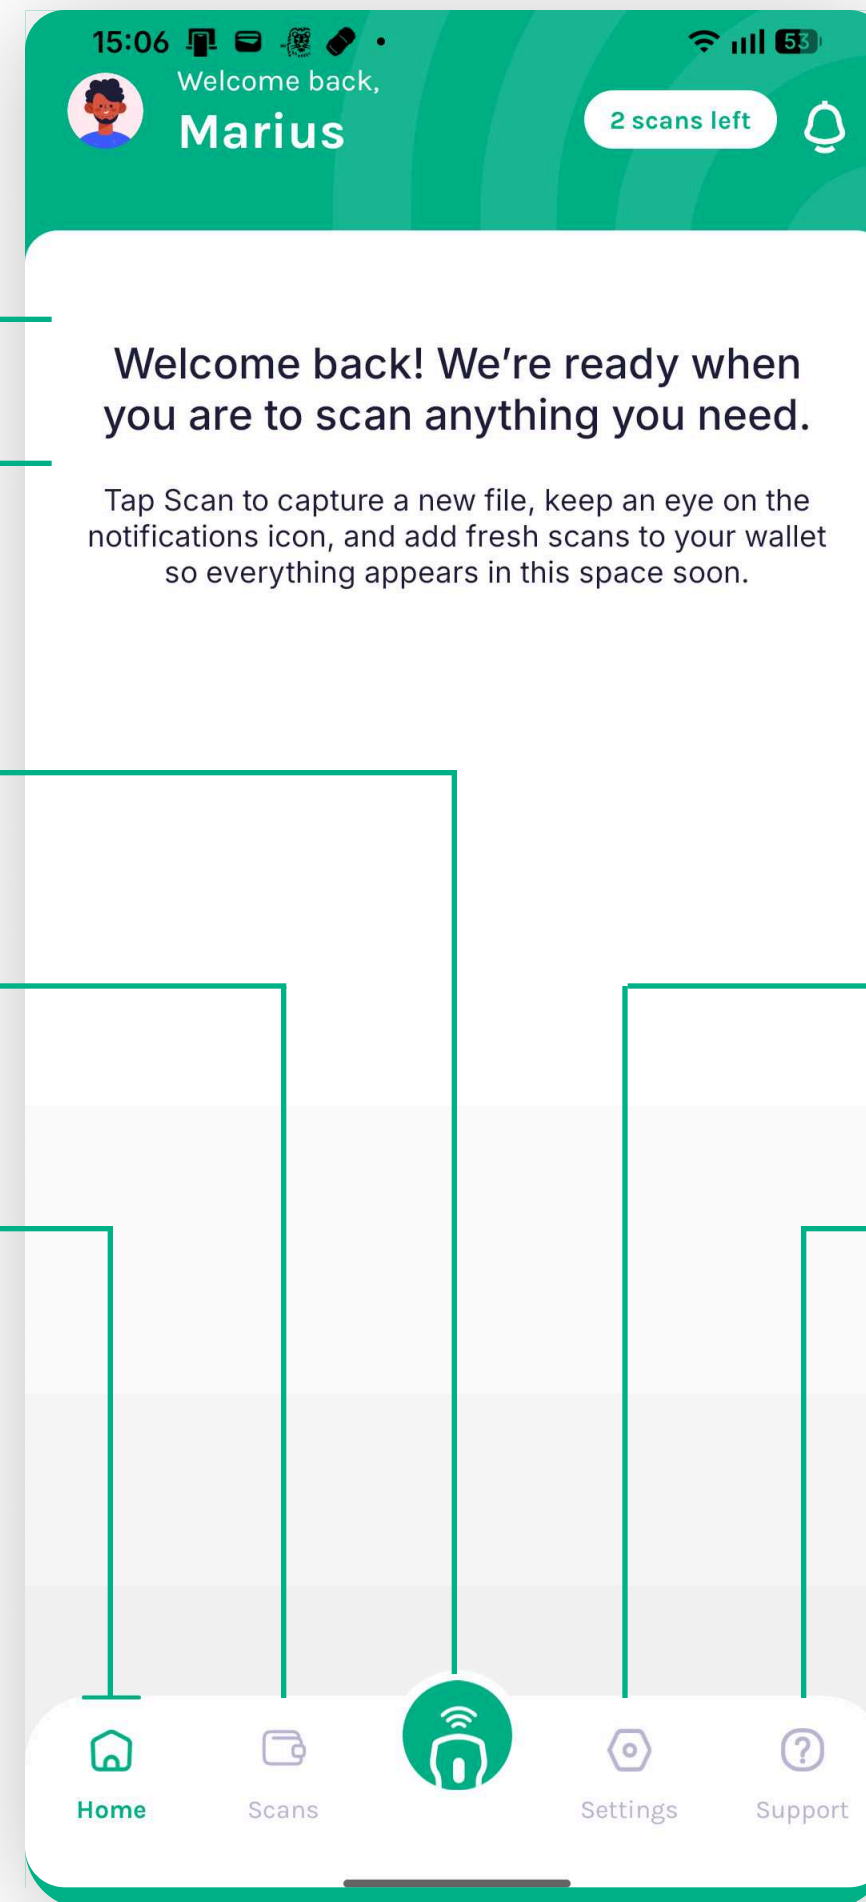 15:06
53
Welcome back,
Marius
2 scans left
Welcome back! We’re ready when
you are to scan anything you need.
Tap Scan to capture a new file, keep an eye on the
notifications icon, and add fresh scans to your wallet
so everything appears in this space soon.
Home
Scans
Settings
Support